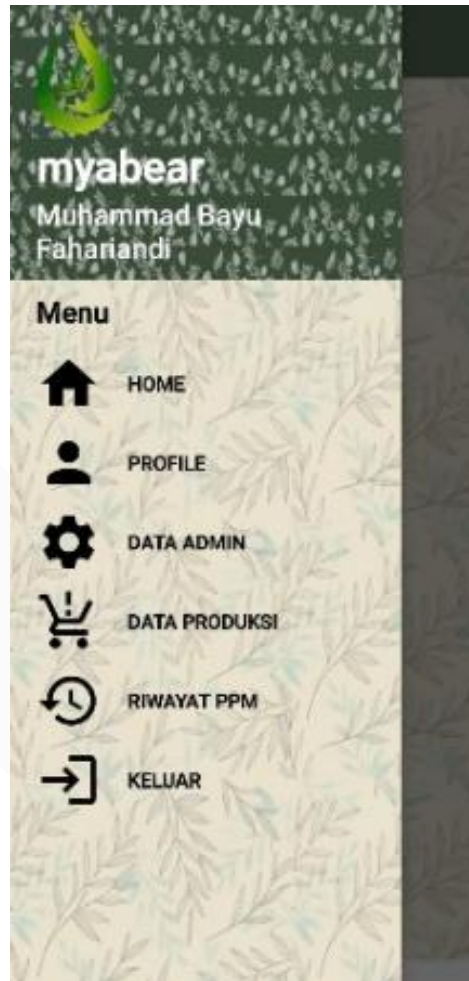 myabear
Muhammad Bayu
Fahariandi
Menu
HOME
PROFILE
DATA ADMIN
DATA PRODUKSI
RIWAYAT PPM
KELUAR